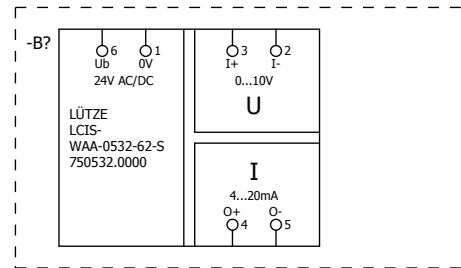 -B?
6 1 3 2
Ub 0V I+ I-
24V AC/DC 0...10V
U
LÜTZE
LCIS-
WAA-0532-62-S
750532.0000
I
4...20mA
O+ O-
4 5